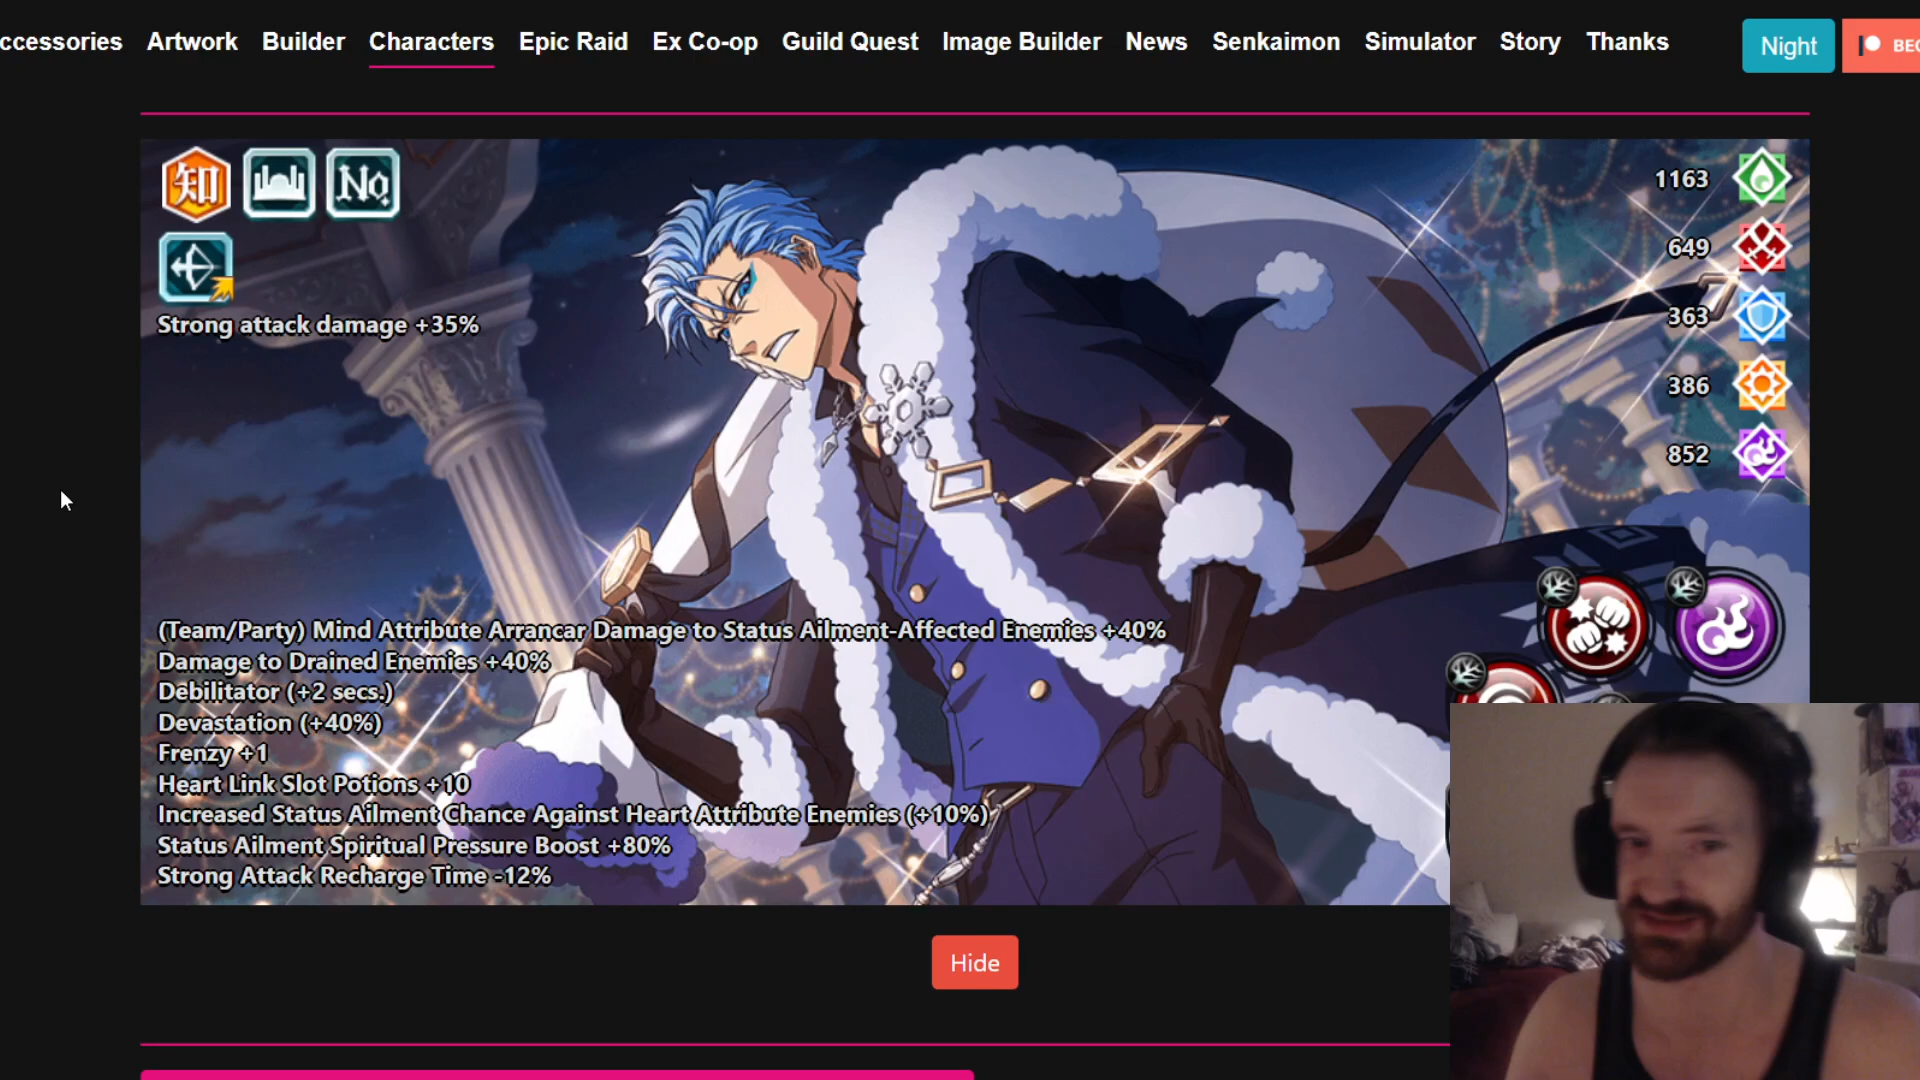 ccessories Artwork Builder Characters Epic Raid Ex Co-op Guild Quest Image Builder News Senkaimon Simulator Story Thanks Night BEC
知 No
Strong attack damage +35%
1163
649
363
386
852
(Team/Party) Mind Attribute Arrancar Damage to Status Ailment-Affected Enemies +40%
Damage to Drained Enemies +40%
Debilitator (+2 secs.)
Devastation (+40%)
Frenzy +1
Heart Link Slot Potions +10
Increased Status Ailment Chance Against Heart Attribute Enemies (+10%)
Status Ailment Spiritual Pressure Boost +80%
Strong Attack Recharge Time -12%
Hide